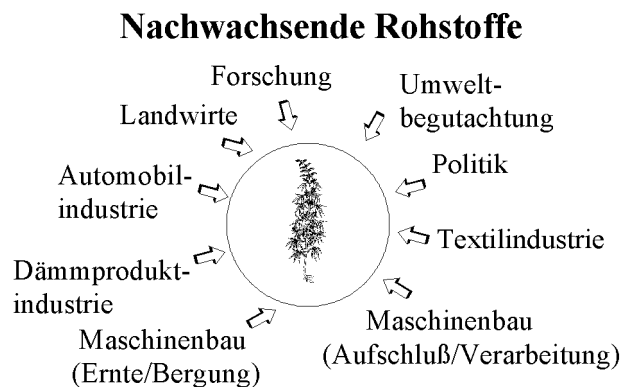 Nachwachsende Rohstoffe
Forschung
Umwelt-
begutachtung
Landwirte
Politik
Automobil-
industrie
Textilindustrie
Dämmprodukt-
industrie
Maschinenbau
(Aufschluß/Verarbeitung)
Maschinenbau
(Ernte/Bergung)